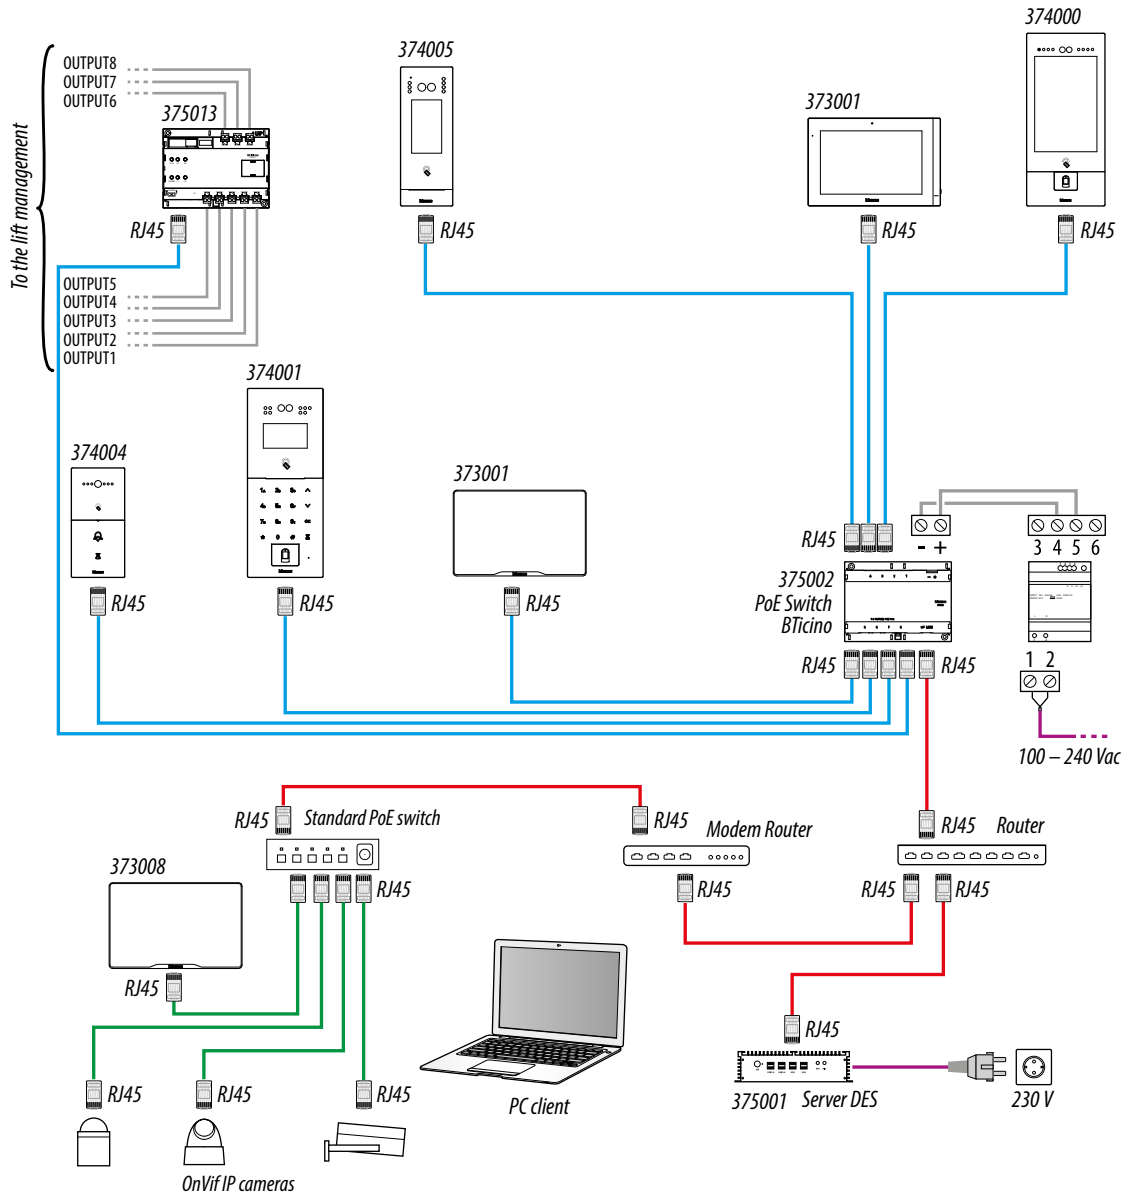 374000
374005
OUTPUT8
OUTPUT7
OUTPUT6
375013
373001
To the lift management
RJ45
RJ45
RJ45
RJ45
OUTPUT5
OUTPUT4
OUTPUT3
OUTPUT2
OUTPUT1
374001
374004
373001
RJ45
- +
3 4 5 6
375002
PoE Switch
BTicino
RJ45
RJ45
RJ45
RJ45
RJ45
1 2
100 – 240 Vac
RJ45
Standard PoE switch
RJ45
Modem Router
RJ45
Router
373008
RJ45
RJ45
RJ45
RJ45
RJ45
RJ45
RJ45
RJ45
RJ45
PC client
375001
Server DES
230 V
OnVif IP cameras